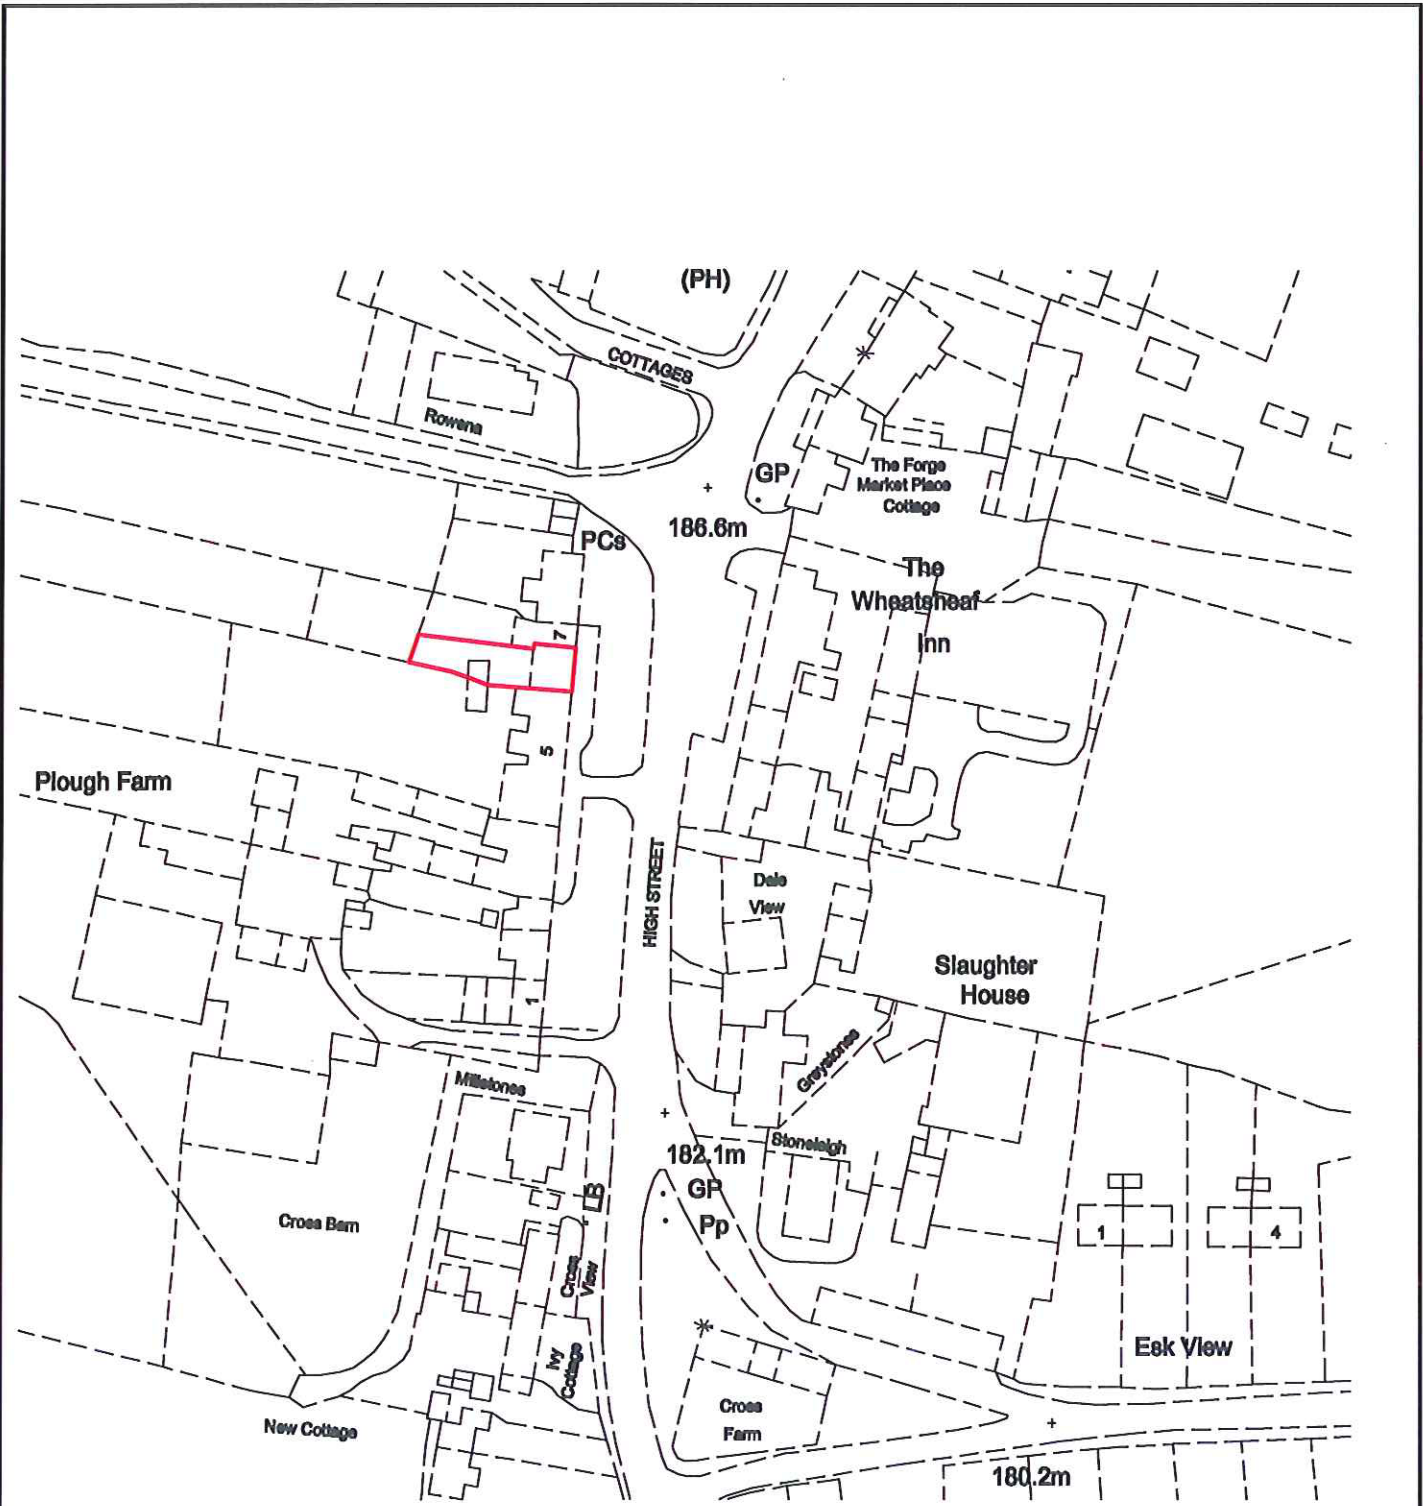 (PH)
COTTAGES
Rowena
GP
The Forge
Market Place
Cottage
186.6m
PCs
The
Wheatsheaf
Inn
7
5
Plough Farm
HIGH STREET
Dale
View
Slaughter
House
1
Greystones
Millstones
Stoneleigh
182.1m
GP
Pp
LB
Cross Barn
1
4
Cross
View
Ivy
Cottage
Esk View
Cross
Farm
New Cottage
180.2m